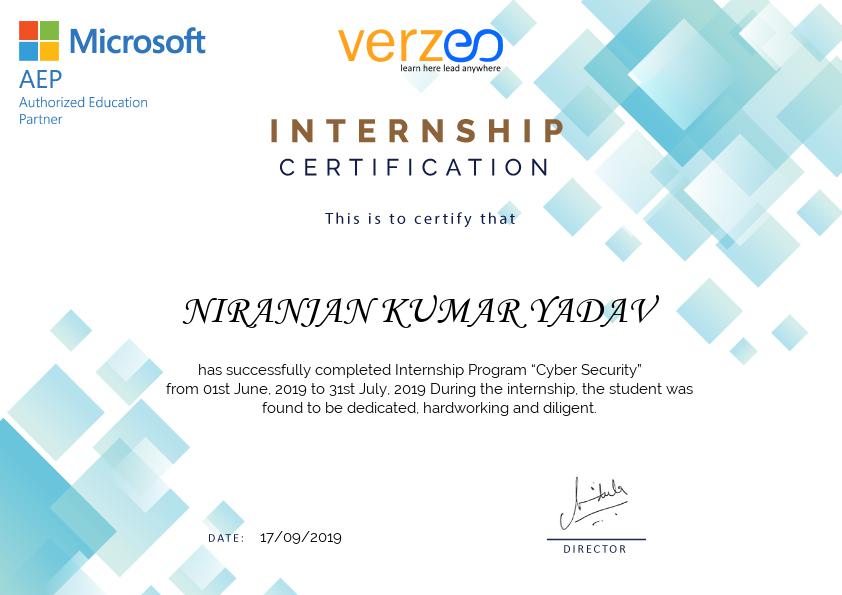 Microsoft
AEP
Authorized Education
Partner
verzeo
learn here lead anywhere
INTERNSHIP
CERTIFICATION
This is to certify that
NIRANJAN KUMAR YADAV
has successfully completed Internship Program “Cyber Security”
from 01st June, 2019 to 31st July, 2019 During the internship, the student was
found to be dedicated, hardworking and diligent.
DATE: 17/09/2019
DIRECTOR